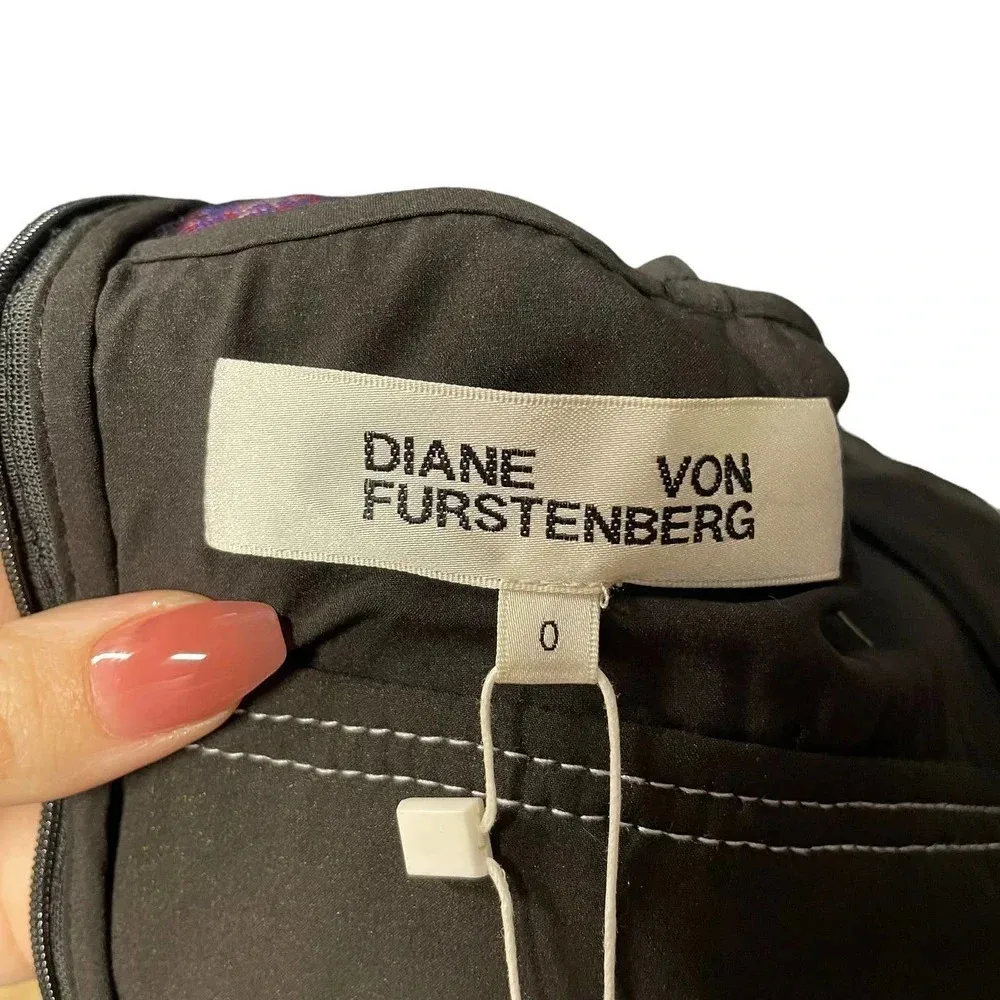 DIANE VON
FURSTENBERG
0